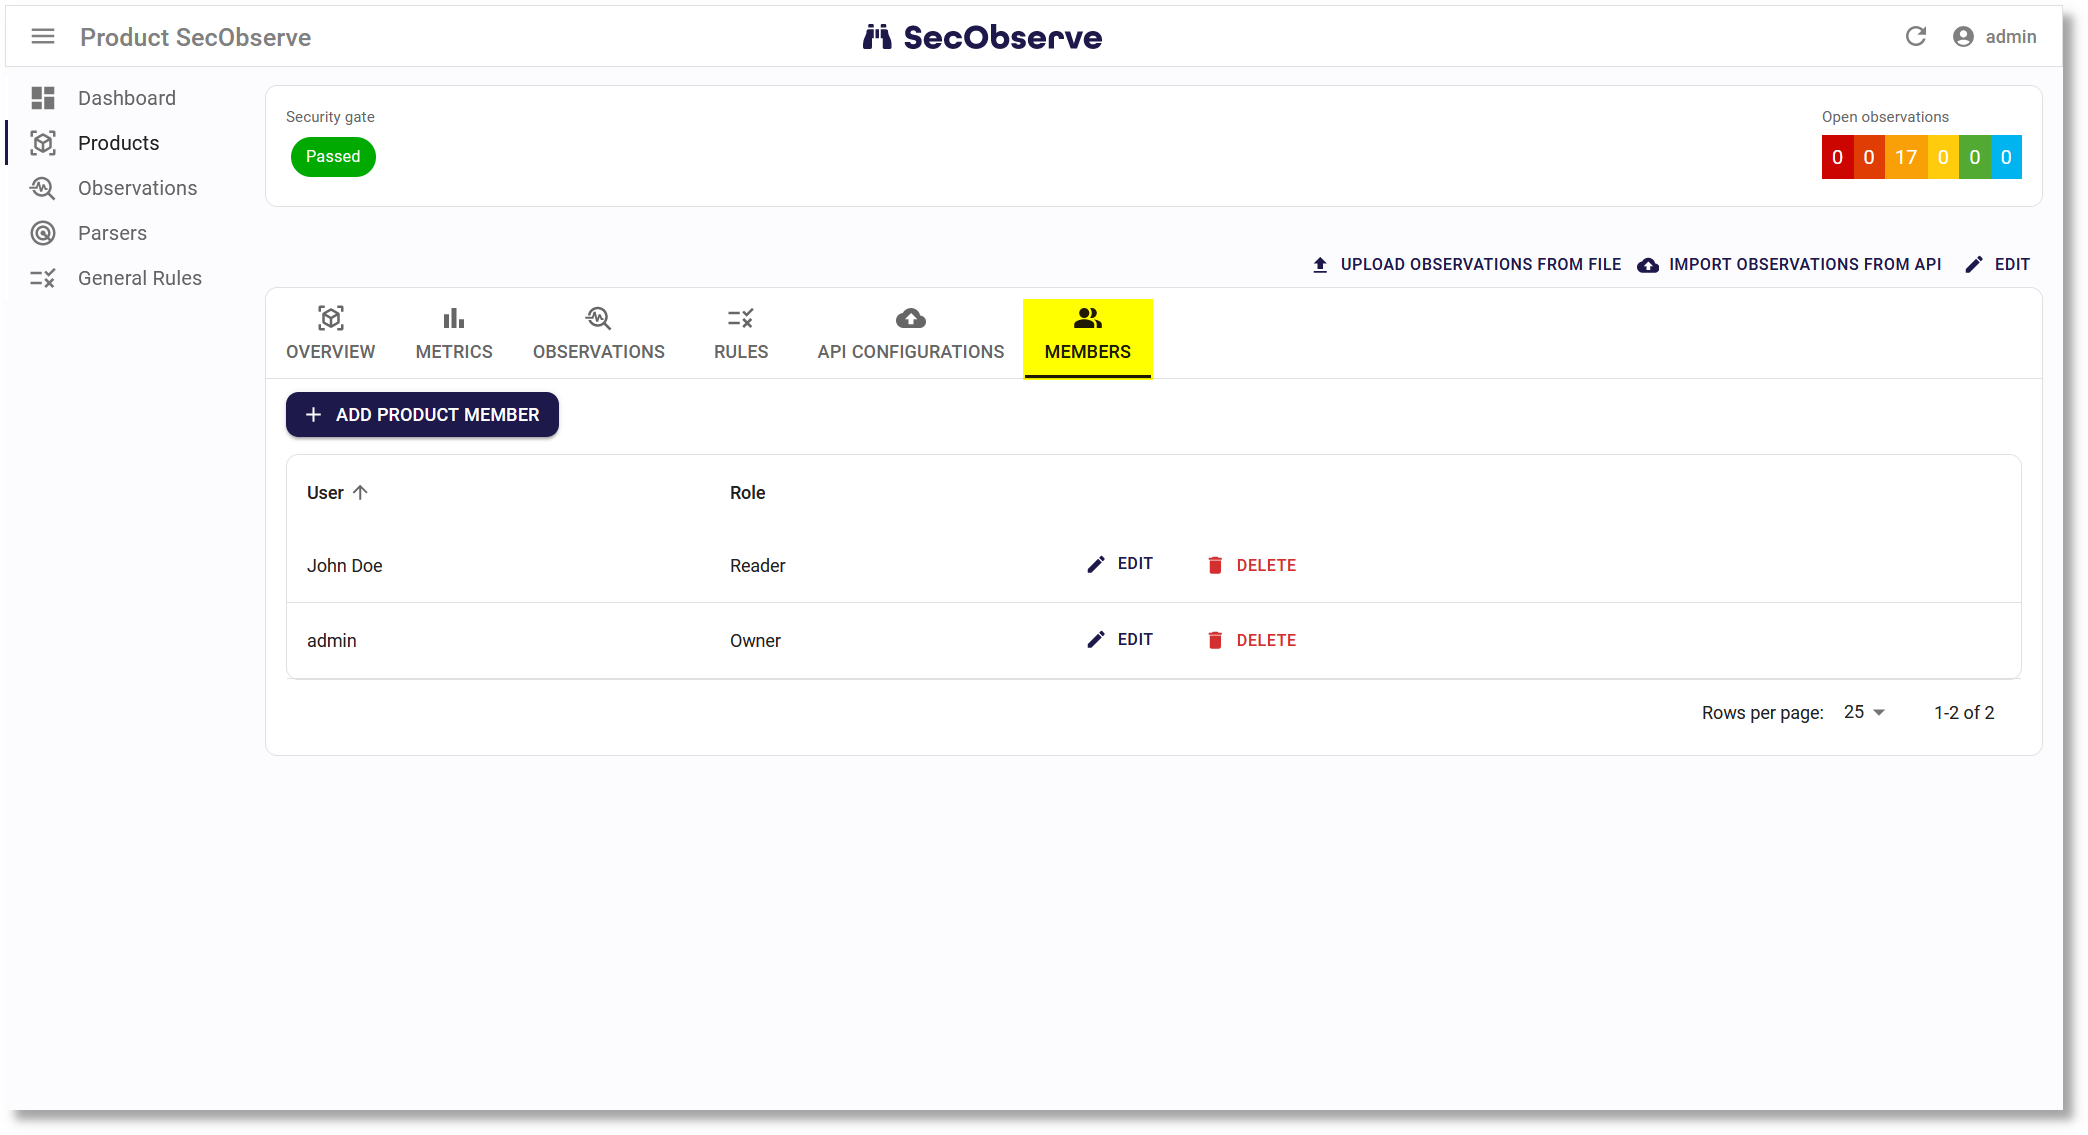 Product SecObserve
SecObserve
admin
Dashboard
Products
Observations
Parsers
General Rules
Security gate
Passed
Open observations
0 0 17 0 0 0
UPLOAD OBSERVATIONS FROM FILE IMPORT OBSERVATIONS FROM API EDIT
OVERVIEW METRICS OBSERVATIONS RULES API CONFIGURATIONS MEMBERS
ADD PRODUCT MEMBER
User Role
John Doe Reader EDIT DELETE
admin Owner EDIT DELETE
Rows per page: 25 1-2 of 2